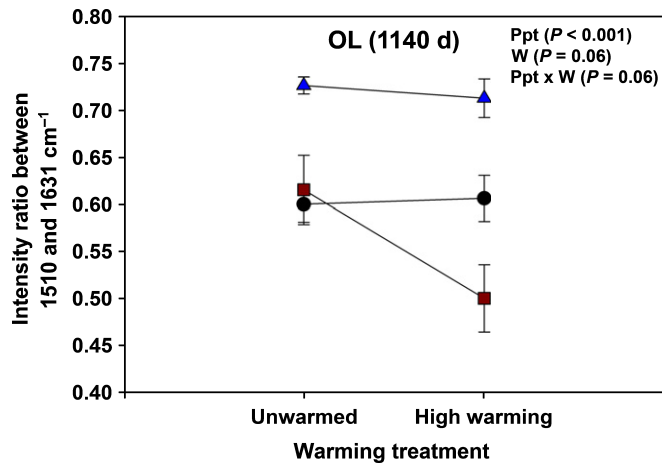 OL (1140 d)
Ppt (P < 0.001)
W (P = 0.06)
Ppt x W (P = 0.06)
Intensity ratio between
1510 and 1631 cm⁻¹
0.80
0.75
0.70
0.65
0.60
0.55
0.50
0.45
0.40
Unwarmed High warming
Warming treatment